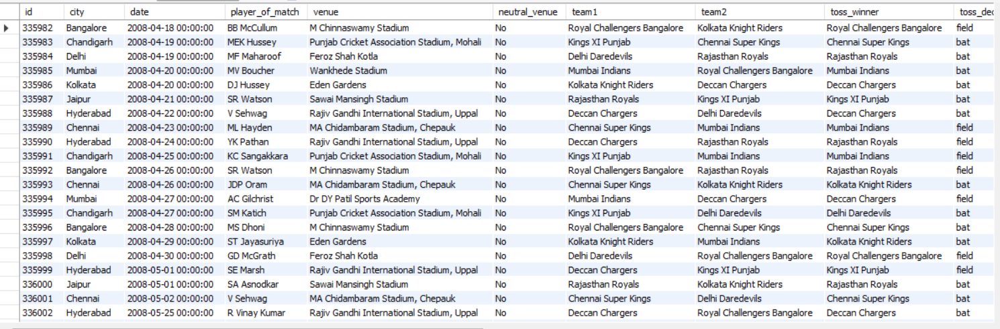 id city date player_of_match venue neutral_venue team1 team2 toss_winner toss_dec
335982 Bangalore 2008-04-18 00:00:00 BB McCullum M Chinnaswamy Stadium No Royal Challengers Bangalore Kolkata Knight Riders Royal Challengers Bangalore field
335983 Chandigarh 2008-04-19 00:00:00 MEK Hussey Punjab Cricket Association Stadium, Mohali No Kings XI Punjab Chennai Super Kings Chennai Super Kings bat
335984 Delhi 2008-04-19 00:00:00 MF Maharoof Feroz Shah Kotla No Delhi Daredevils Rajasthan Royals Rajasthan Royals bat
335985 Mumbai 2008-04-20 00:00:00 MV Boucher Wankhede Stadium No Mumbai Indians Royal Challengers Bangalore Mumbai Indians bat
335986 Kolkata 2008-04-20 00:00:00 DJ Hussey Eden Gardens No Kolkata Knight Riders Deccan Chargers Deccan Chargers bat
335987 Jaipur 2008-04-21 00:00:00 SR Watson Sawai Mansingh Stadium No Rajasthan Royals Kings XI Punjab Kings XI Punjab bat
335988 Hyderabad 2008-04-22 00:00:00 V Sehwag Rajiv Gandhi International Stadium, Uppal No Deccan Chargers Delhi Daredevils Deccan Chargers bat
335989 Chennai 2008-04-23 00:00:00 ML Hayden MA Chidambaram Stadium, Chepauk No Chennai Super Kings Mumbai Indians Mumbai Indians field
335990 Hyderabad 2008-04-24 00:00:00 YK Pathan Rajiv Gandhi International Stadium, Uppal No Deccan Chargers Rajasthan Royals Rajasthan Royals field
335991 Chandigarh 2008-04-25 00:00:00 KC Sangakkara Punjab Cricket Association Stadium, Mohali No Kings XI Punjab Mumbai Indians Mumbai Indians field
335992 Bangalore 2008-04-26 00:00:00 SR Watson M Chinnaswamy Stadium No Royal Challengers Bangalore Rajasthan Royals Rajasthan Royals field
335993 Chennai 2008-04-26 00:00:00 JDP Oram MA Chidambaram Stadium, Chepauk No Chennai Super Kings Kolkata Knight Riders Kolkata Knight Riders bat
335994 Mumbai 2008-04-27 00:00:00 AC Gilchrist Dr DY Patil Sports Academy No Mumbai Indians Deccan Chargers Deccan Chargers field
335995 Chandigarh 2008-04-27 00:00:00 SM Katich Punjab Cricket Association Stadium, Mohali No Kings XI Punjab Delhi Daredevils Delhi Daredevils bat
335996 Bangalore 2008-04-28 00:00:00 MS Dhoni M Chinnaswamy Stadium No Royal Challengers Bangalore Chennai Super Kings Chennai Super Kings bat
335997 Kolkata 2008-04-29 00:00:00 ST Jayasuriya Eden Gardens No Kolkata Knight Riders Mumbai Indians Kolkata Knight Riders bat
335998 Delhi 2008-04-30 00:00:00 GD McGrath Feroz Shah Kotla No Delhi Daredevils Royal Challengers Bangalore Royal Challengers Bangalore field
335999 Hyderabad 2008-05-01 00:00:00 SE Marsh Rajiv Gandhi International Stadium, Uppal No Deccan Chargers Kings XI Punjab Kings XI Punjab field
336000 Jaipur 2008-05-01 00:00:00 SA Asnodkar Sawai Mansingh Stadium No Rajasthan Royals Kolkata Knight Riders Rajasthan Royals bat
336001 Chennai 2008-05-02 00:00:00 V Sehwag MA Chidambaram Stadium, Chepauk No Chennai Super Kings Delhi Daredevils Chennai Super Kings bat
336002 Hyderabad 2008-05-25 00:00:00 R Vinay Kumar Rajiv Gandhi International Stadium, Uppal No Deccan Chargers Royal Challengers Bangalore Deccan Chargers bat